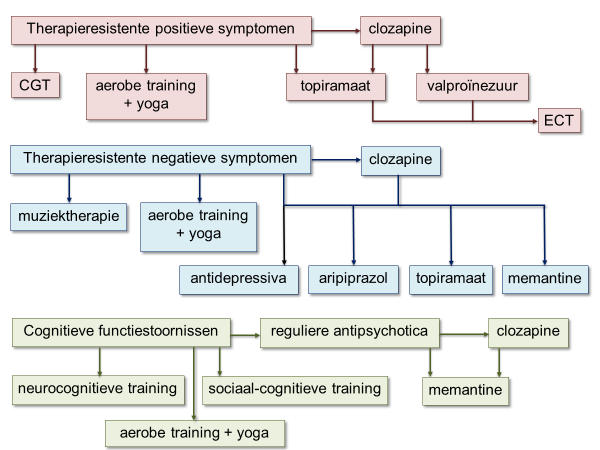 Therapieresistente positieve symptomen
clozapine
CGT
aerobe training
+ yoga
topiramaat
valproïnezuur
ECT
Therapieresistente negatieve symptomen
clozapine
muziektherapie
aerobe training
+ yoga
antidepressiva
aripiprazol
topiramaat
memantine
Cognitieve functiestoornissen
reguliere antipsychotica
clozapine
neurocognitieve training
sociaal-cognitieve training
memantine
aerobe training + yoga